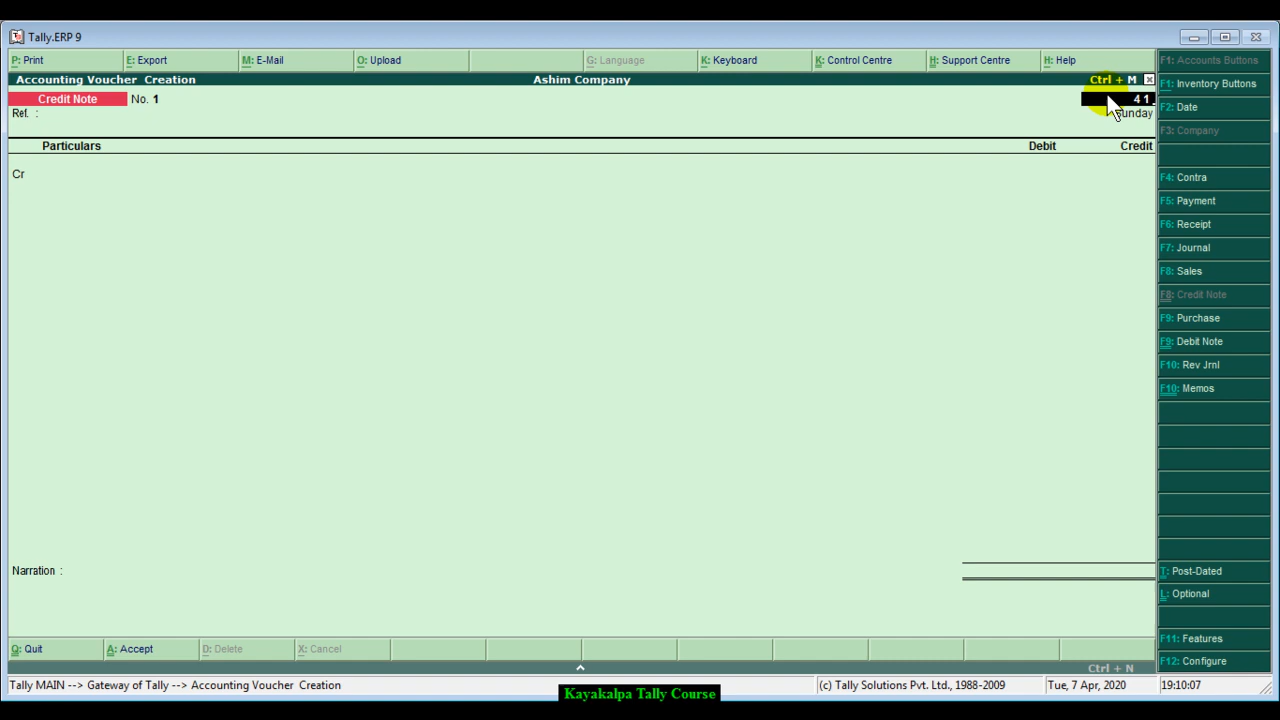 Tally.ERP 9
P: Print E: Export M: E-Mail O: Upload G: Language K: Keyboard K: Control Centre H: Support Centre H: Help
Accounting Voucher Creation Ashim Company Ctrl + M
Credit Note No. 1 4 1
Ref. : unday
Particulars Debit Credit
Cr
Narration :
F1: Accounts Buttons
F1: Inventory Buttons
F2: Date
F3: Company
F4: Contra
F5: Payment
F6: Receipt
F7: Journal
F8: Sales
F8: Credit Note
F9: Purchase
F9: Debit Note
F10: Rev Jrnl
F10: Memos
T: Post-Dated
L: Optional
F11: Features
F12: Configure
Q: Quit A: Accept D: Delete X: Cancel
Ctrl + N
Tally MAIN --> Gateway of Tally --> Accounting Voucher Creation (c) Tally Solutions Pvt. Ltd., 1988-2009 Tue, 7 Apr, 2020 19:10:07
Kayakalpa Tally Course